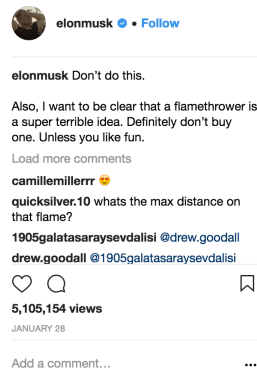 elonmusk • Follow
elonmusk Don’t do this.
Also, I want to be clear that a flamethrower is
a super terrible idea. Definitely don’t buy
one. Unless you like fun.
Load more comments
camillemillerrr 😍
quicksilver.10 whats the max distance on
that flame?
1905galatasaraysevdalisi @drew.goodall
drew.goodall @1905galatasaraysevdalisi
5,105,154 views
JANUARY 28
Add a comment…